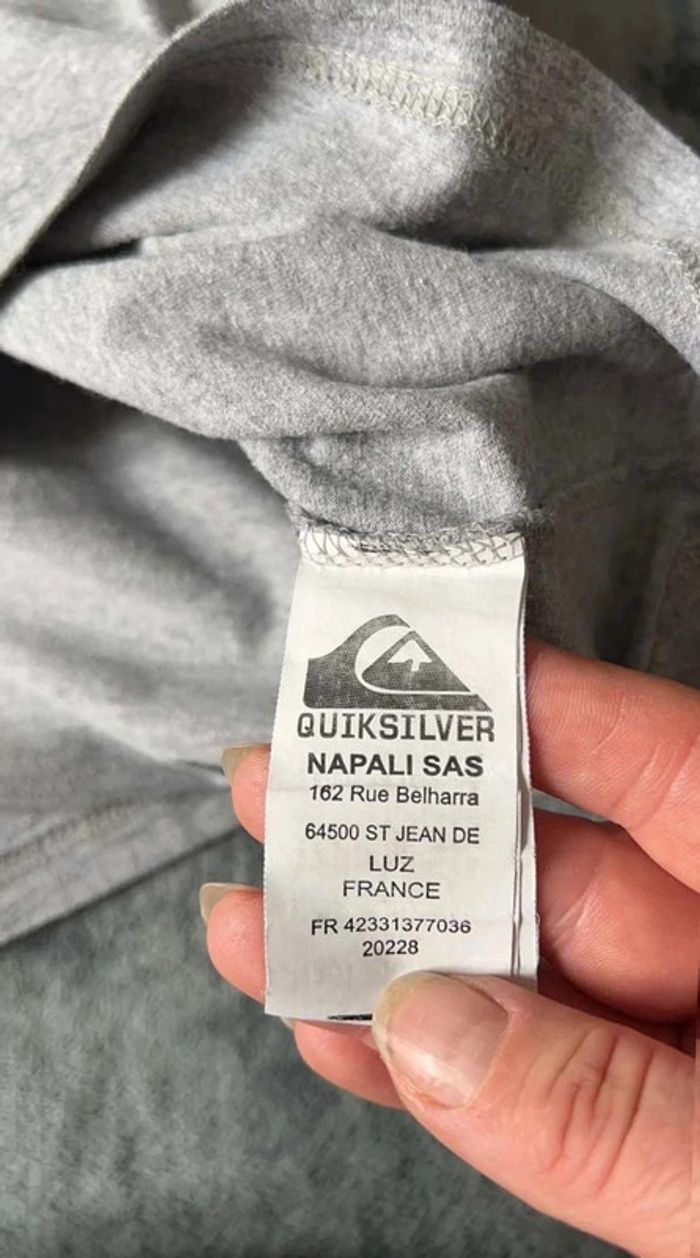 QUIKSILVER
NAPALI SAS
162 Rue Belharra
64500 ST JEAN DE
LUZ
FRANCE
FR 42331377036
20228